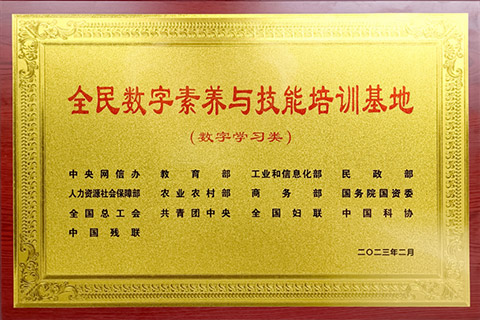 全民数字素养与技能培训基地
(数字学习类)
中央网信办 教育部 工业和信息化部 民政部
人力资源社会保障部 农业农村部 商务部 国务院国资委
全国总工会 共青团中央 全国妇联 中国科协
中国残联
二〇二三年二月